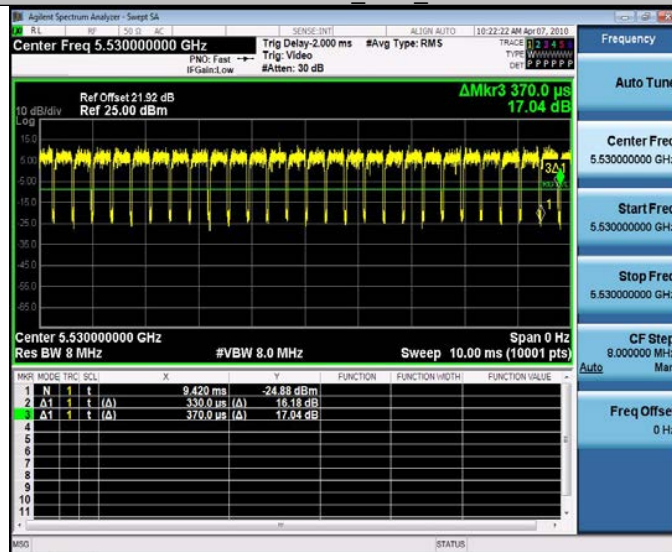 Agilent Spectrum Analyzer - Swept SA
RL RF 50 Ω AC SENSE:INT ALIGN AUTO 10:22:22 AM Apr 07, 2010
Center Freq 5.530000000 GHz
PNO: Fast
IFGain:Low
Trig Delay-2.000 ms
Trig: Video
#Atten: 30 dB
#Avg Type: RMS
TRACE 1 2 3 4 5 6
TYPE WWWWWW
DET P P P P P P
Frequency
ΔMkr3 370.0 µs
17.04 dB
Ref Offset 21.92 dB
10 dB/div Ref 25.00 dBm
Log
15.0
5.00
-5.00
-15.0
-25.0
-35.0
-45.0
-55.0
-65.0
3Δ1
1
Center 5.530000000 GHz Span 0 Hz
Res BW 8 MHz #VBW 8.0 MHz Sweep 10.00 ms (10001 pts)
MKR MODE TRC SCL X Y FUNCTION FUNCTION WIDTH FUNCTION VALUE
1 N 1 t 9.420 ms -24.88 dBm
2 Δ1 1 t (Δ) 330.0 µs (Δ) 16.18 dB
3 Δ1 1 t (Δ) 370.0 µs (Δ) 17.04 dB
4
5
6
7
8
9
10
11
MSG STATUS
Auto Tune
Center Freq
5.530000000 GHz
Start Freq
5.530000000 GHz
Stop Freq
5.530000000 GHz
CF Step
8.000000 MHz
Auto Man
Freq Offset
0 Hz